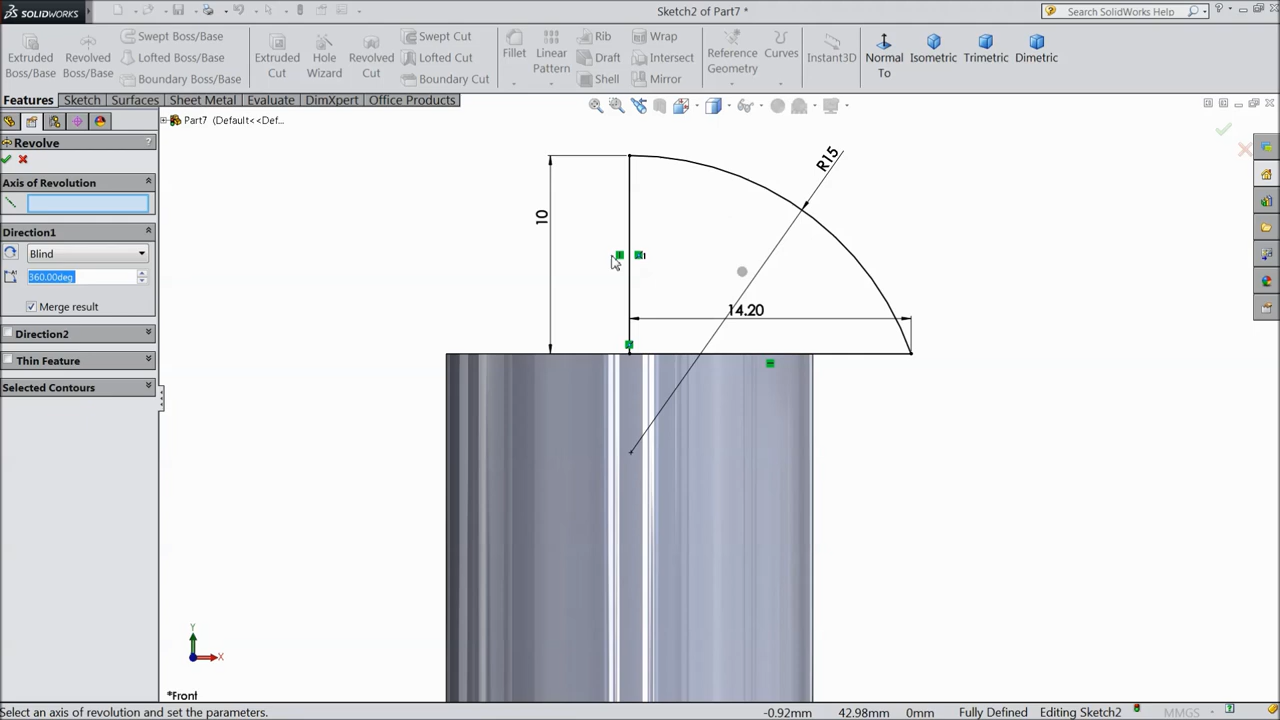 SOLIDWORKS
Sketch2 of Part7 *
Search SolidWorks Help
Extruded Boss/Base
Revolved Boss/Base
Swept Boss/Base
Lofted Boss/Base
Boundary Boss/Base
Extruded Cut
Hole Wizard
Revolved Cut
Swept Cut
Lofted Cut
Boundary Cut
Fillet
Linear Pattern
Rib
Draft
Shell
Wrap
Intersect
Mirror
Reference Geometry
Curves
Instant3D
Normal To
Isometric
Trimetric
Dimetric
Features
Sketch
Surfaces
Sheet Metal
Evaluate
DimXpert
Office Products
Part7 (Default<<Def...
Revolve
?
Axis of Revolution
Direction1
Blind
360.00deg
Merge result
Direction2
Thin Feature
Selected Contours
10
R15
14.20
1
Y
X
*Front
Select an axis of revolution and set the parameters.
-0.92mm
42.98mm
0mm
Fully Defined
Editing Sketch2
MMGS